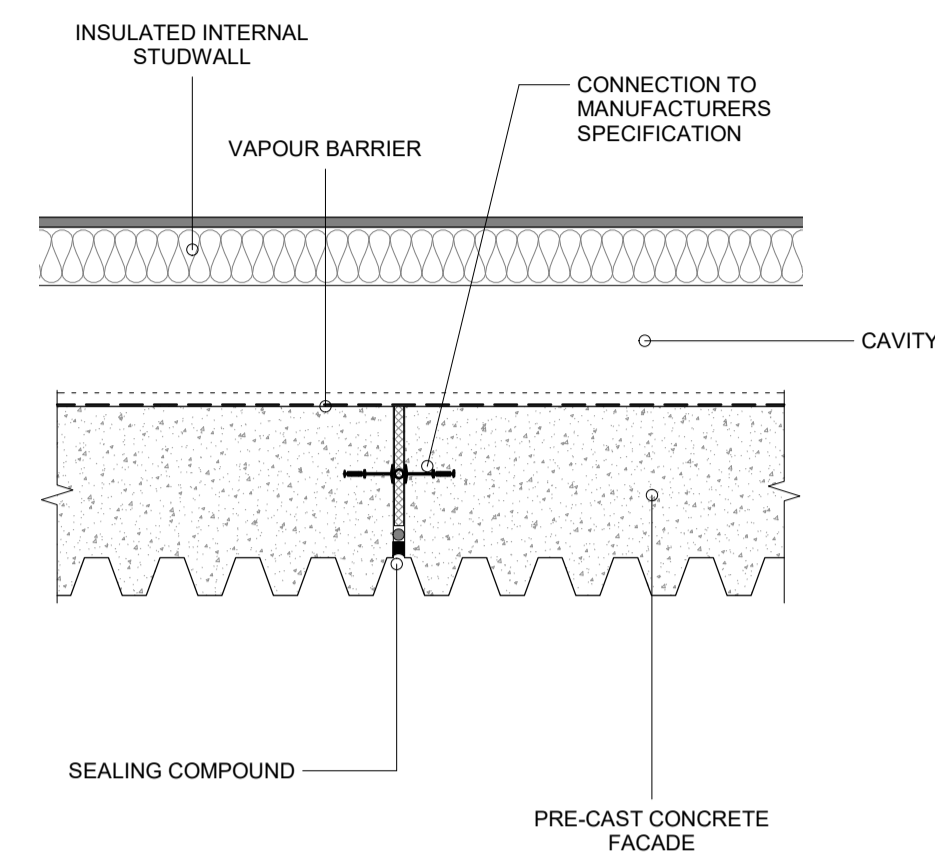 INSULATED INTERNAL
STUDWALL
CONNECTION TO
MANUFACTURERS
SPECIFICATION
VAPOUR BARRIER
CAVITY
SEALING COMPOUND
PRE-CAST CONCRETE
FACADE